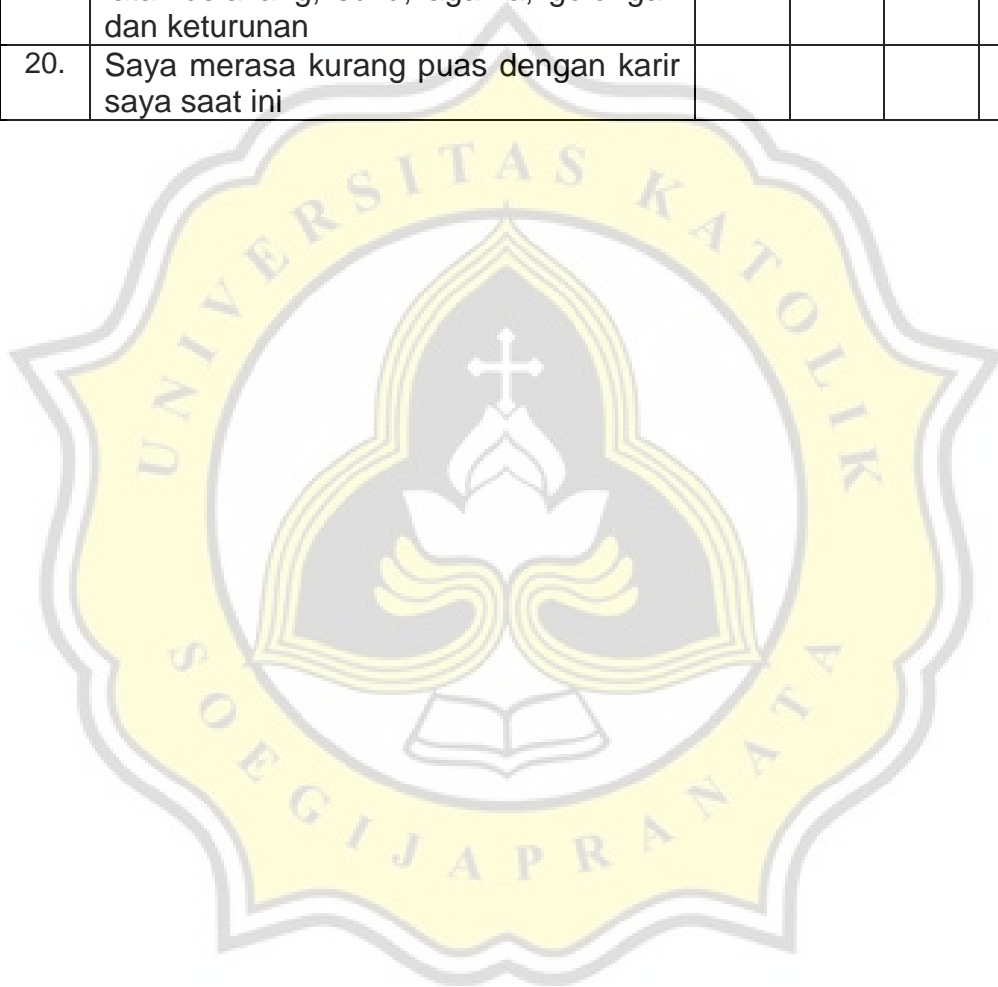 dan keturunan
20. Saya merasa kurang puas dengan karir
saya saat ini
UNIVERSITAS KATOLIK
SOEGIJAPRANATA